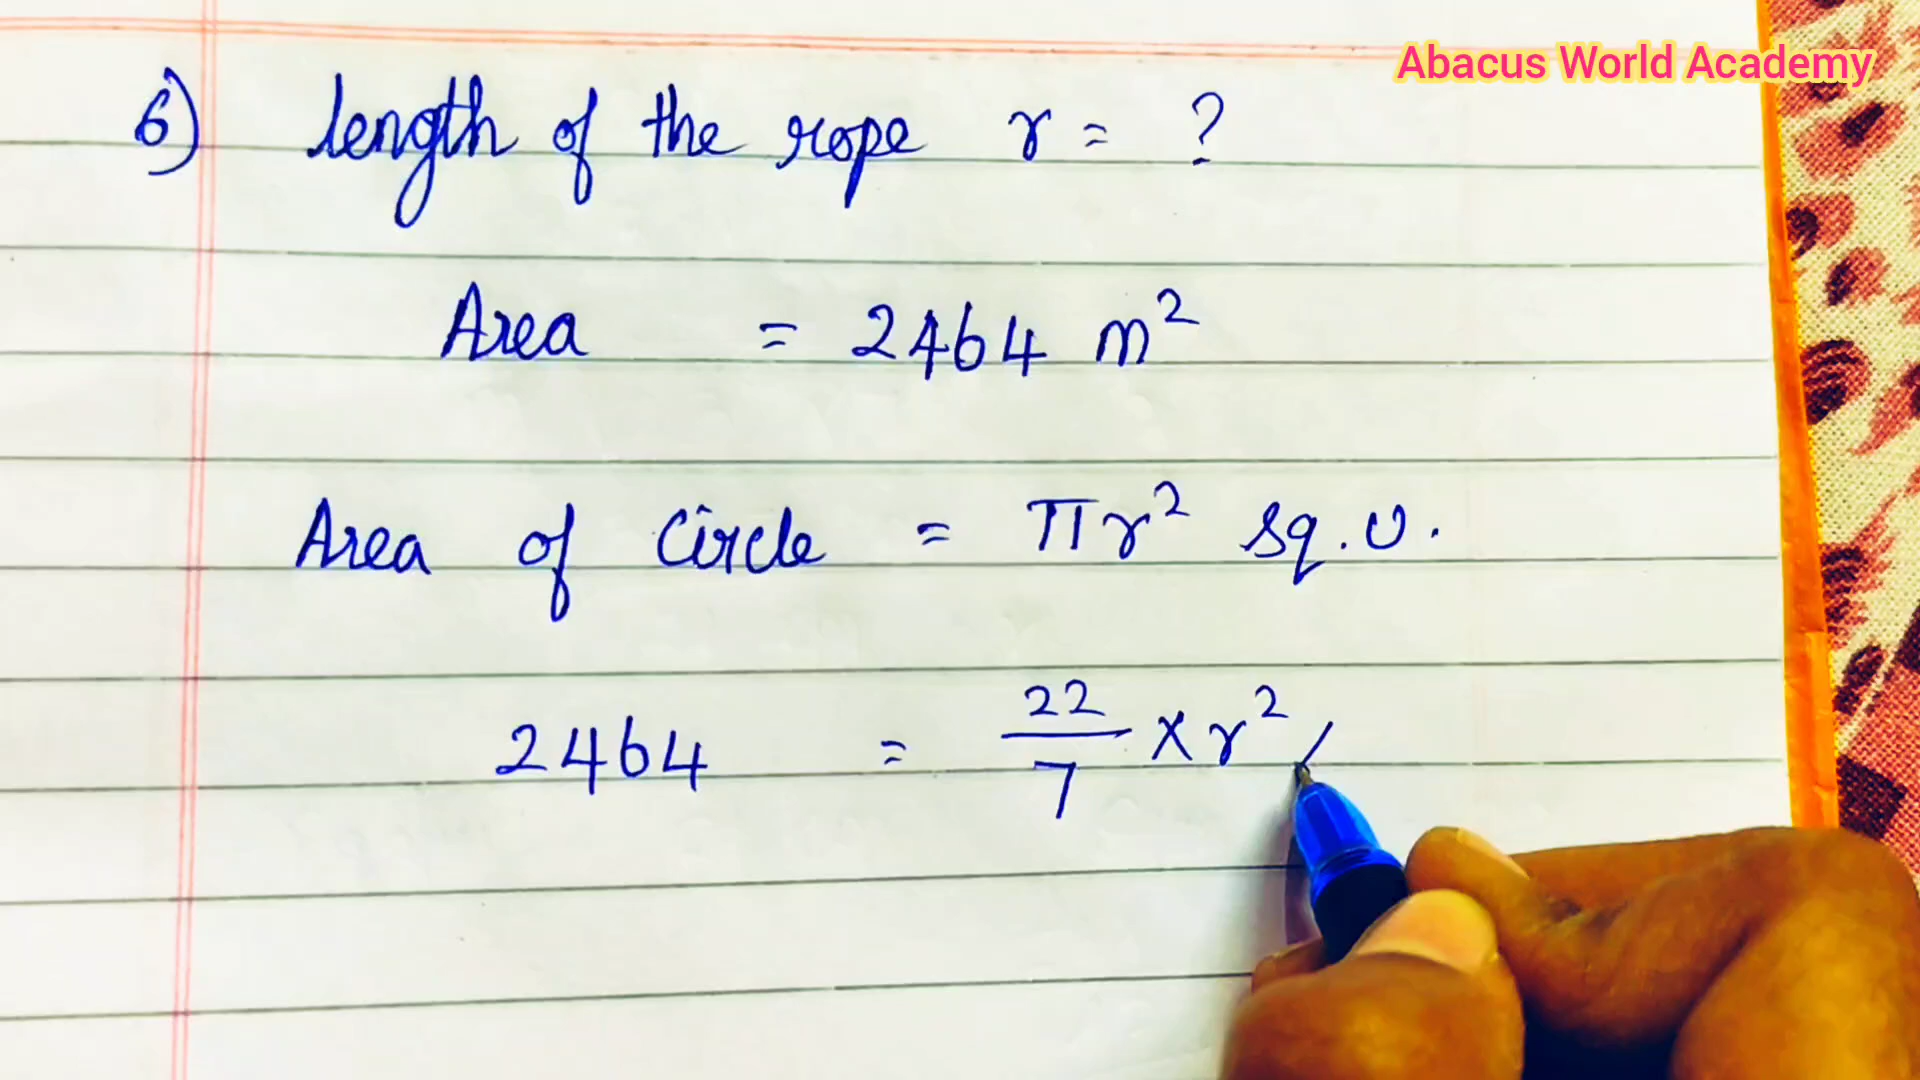 Abacus World Academy
6) length of the rope r = ?
Area = 2464 m²
Area of Circle = πr² sq.u.
2464 = 22/7 × r²